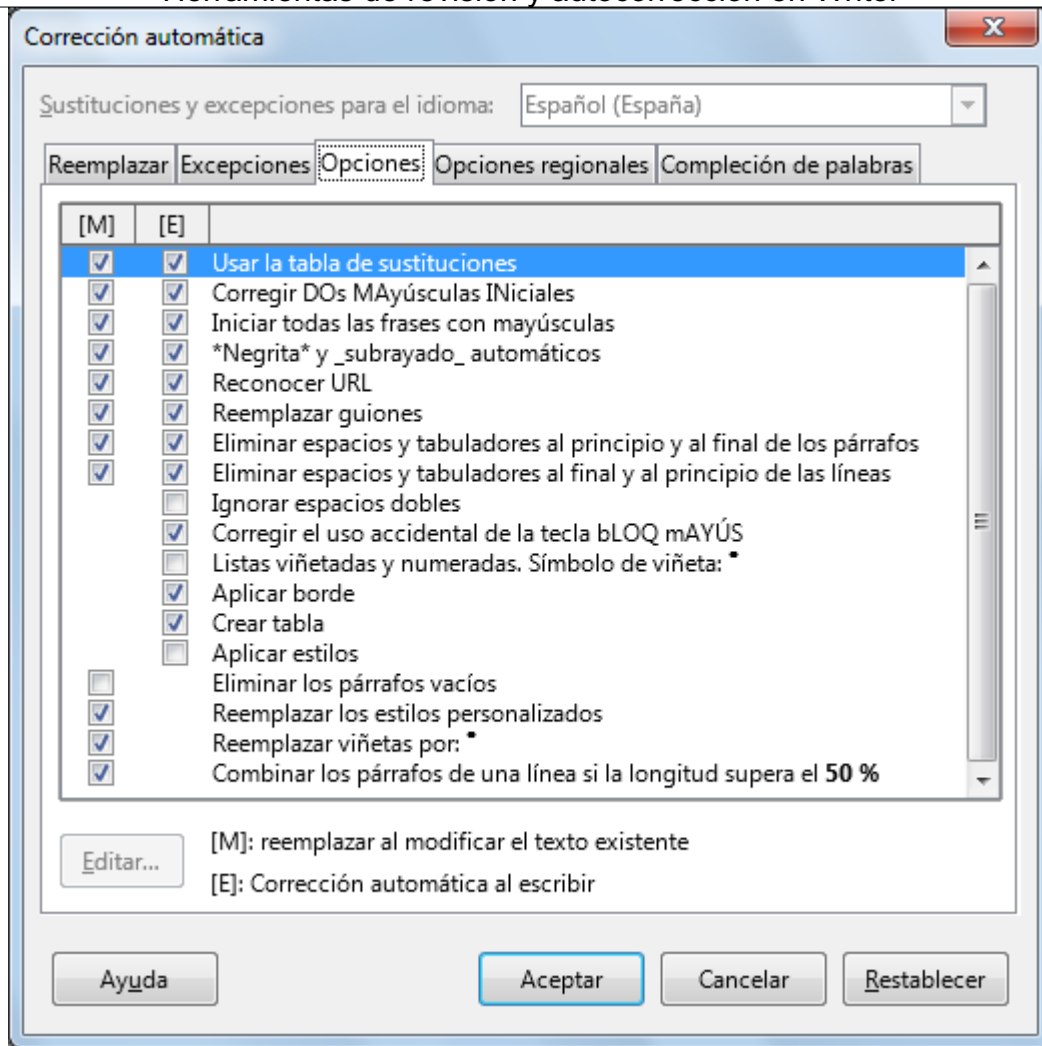 Herramientas de revisión y autocorrección en Writer
Corrección automática
Sustituciones y excepciones para el idioma: Español (España)
Reemplazar Excepciones Opciones Opciones regionales Compleción de palabras
[M] [E]
Usar la tabla de sustituciones
Corregir DOs MAyúsculas INiciales
Iniciar todas las frases con mayúsculas
*Negrita* y _subrayado_ automáticos
Reconocer URL
Reemplazar guiones
Eliminar espacios y tabuladores al principio y al final de los párrafos
Eliminar espacios y tabuladores al final y al principio de las líneas
Ignorar espacios dobles
Corregir el uso accidental de la tecla bLOQ mAYÚS
Listas viñetadas y numeradas. Símbolo de viñeta: •
Aplicar borde
Crear tabla
Aplicar estilos
Eliminar los párrafos vacíos
Reemplazar los estilos personalizados
Reemplazar viñetas por: •
Combinar los párrafos de una línea si la longitud supera el 50 %
Editar...
[M]: reemplazar al modificar el texto existente
[E]: Corrección automática al escribir
Ayuda Aceptar Cancelar Restablecer